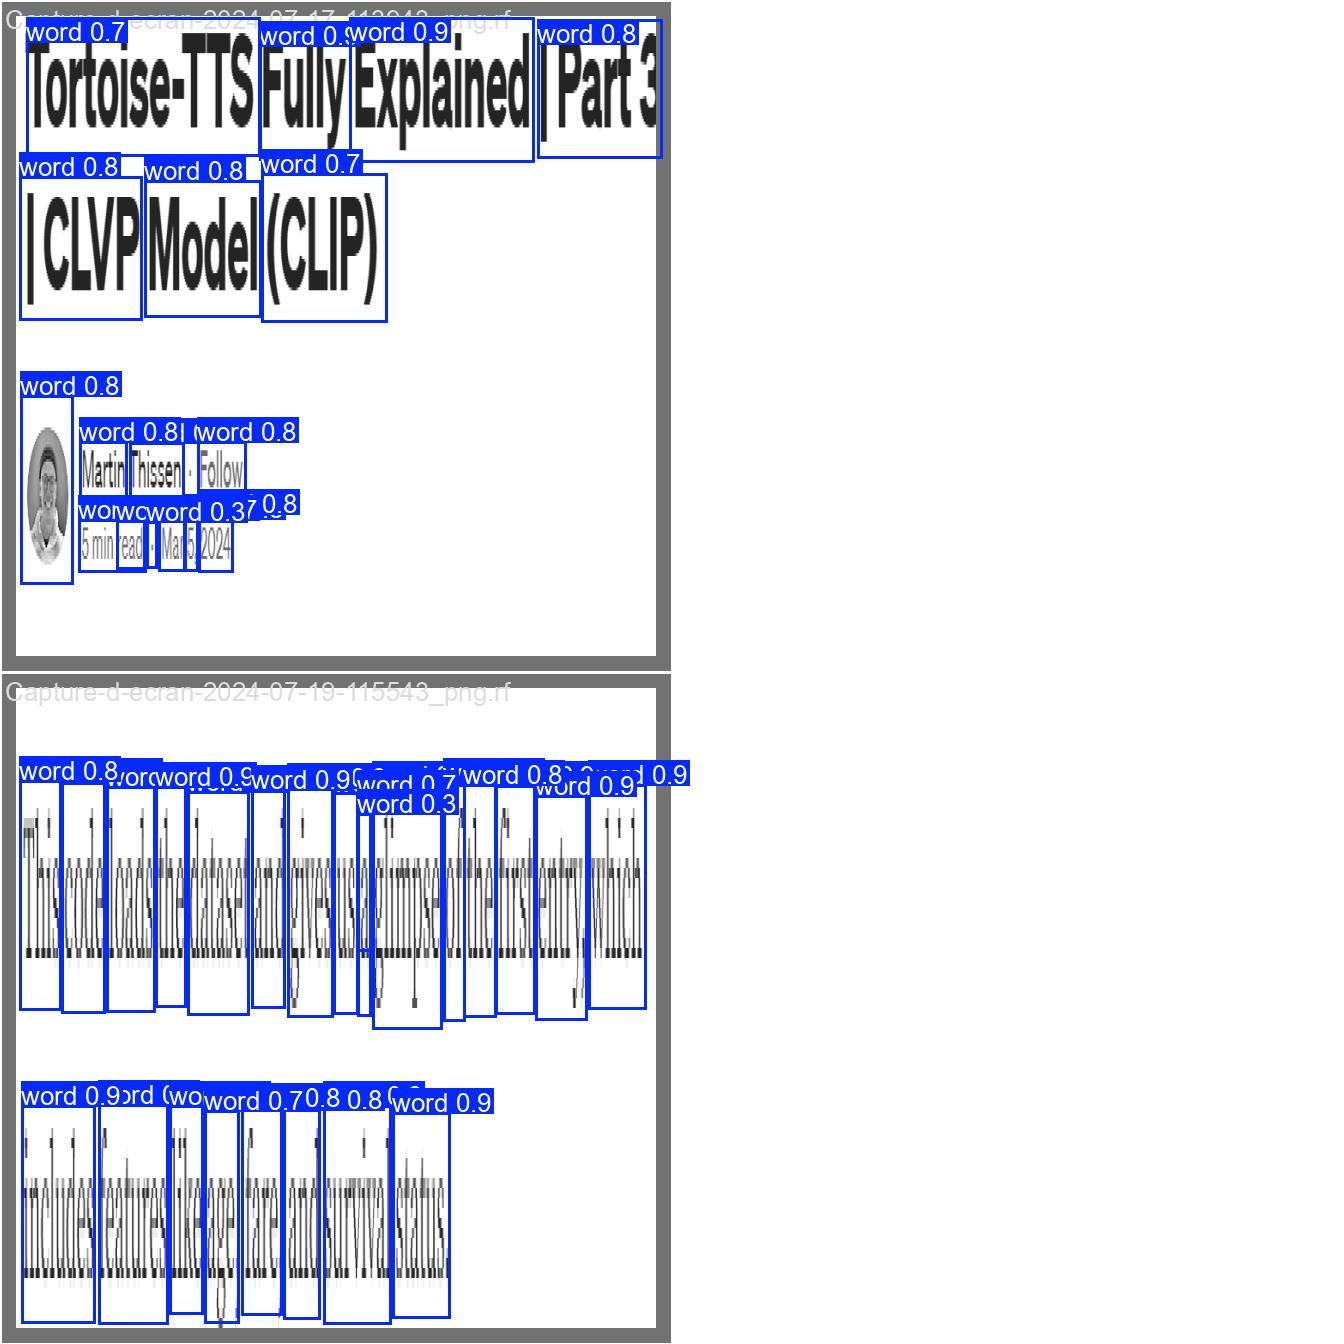 Capture-d-ecran-2024-07-17-113943_png.rf
word 0.7 word 0.9 word 0.9 word 0.8
Tortoise-TTS Fully Explained | Part 3
word 0.8 word 0.8 word 0.7
| CLVP Model (CLIP)
word 0.8
word 0.8 word 0.8
Martin Thissen · Follow
word 0.3 0.8
5 min read · Mar 5, 2024
Capture-d-ecran-2024-07-19-115543_png.rf
word 0.8 word 0.9 word 0.9 word 0.7 word 0.8 word 0.9 word 0.9
word 0.3
This code loads the dataset and gives us a glimpse of the first entry, which
word 0.9 word 0.7 0.8 0.8 word 0.9
includes features like age, fare, and survival status.